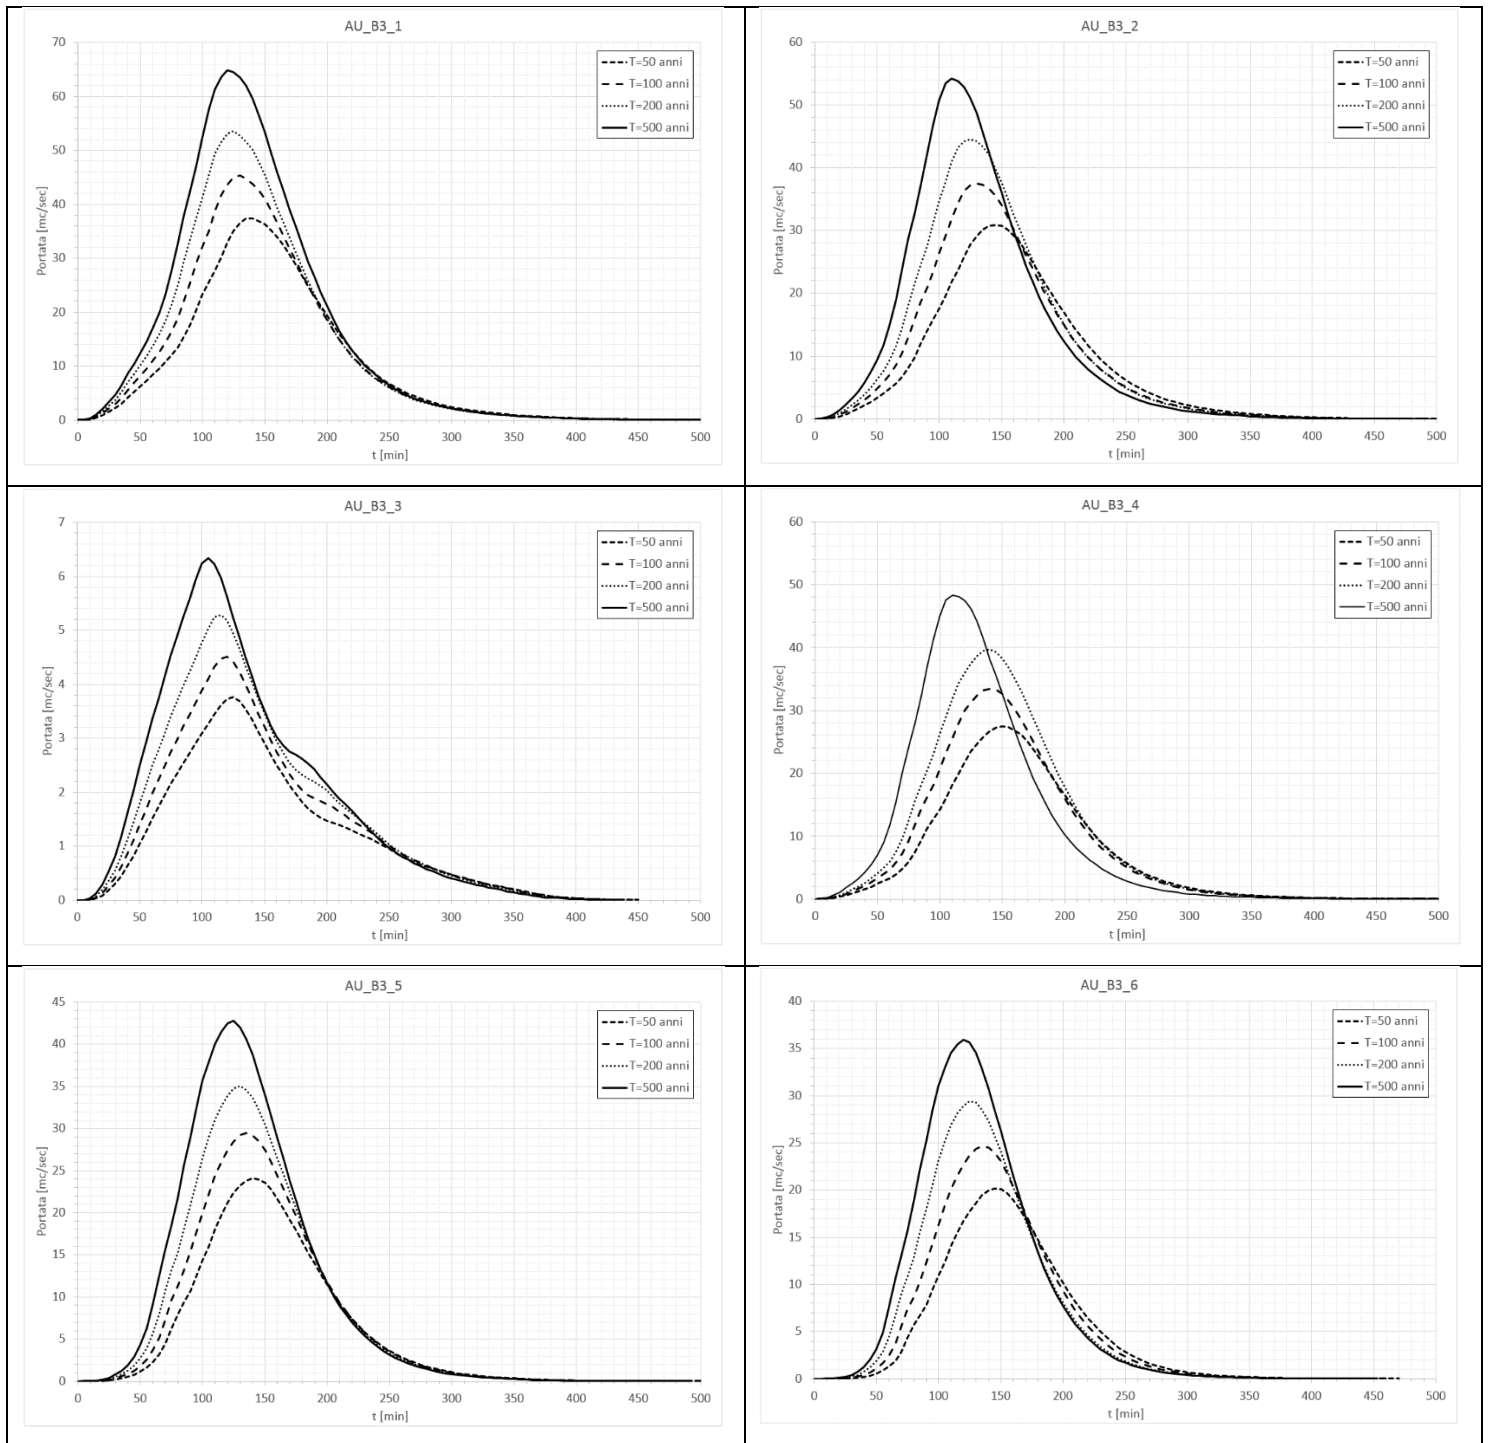 AU_B3_1
70
60
50
40
30
20
10
0
Portata [mc/sec]
T=50 anni
T=100 anni
T=200 anni
T=500 anni
0 50 100 150 200 250 300 350 400 450 500
t [min]
AU_B3_2
60
50
40
30
20
10
0
Portata [mc/sec]
T=50 anni
T=100 anni
T=200 anni
T=500 anni
0 50 100 150 200 250 300 350 400 450 500
t [min]
AU_B3_3
7
6
5
4
3
2
1
0
Portata [mc/sec]
T=50 anni
T=100 anni
T=200 anni
T=500 anni
0 50 100 150 200 250 300 350 400 450 500
t [min]
AU_B3_4
60
50
40
30
20
10
0
Portata [mc/sec]
T=50 anni
T=100 anni
T=200 anni
T=500 anni
0 50 100 150 200 250 300 350 400 450 500
t [min]
AU_B3_5
45
40
35
30
25
20
15
10
5
0
Portata [mc/sec]
T=50 anni
T=100 anni
T=200 anni
T=500 anni
0 50 100 150 200 250 300 350 400 450 500
t [min]
AU_B3_6
40
35
30
25
20
15
10
5
0
Portata [mc/sec]
T=50 anni
T=100 anni
T=200 anni
T=500 anni
0 50 100 150 200 250 300 350 400 450 500
t [min]